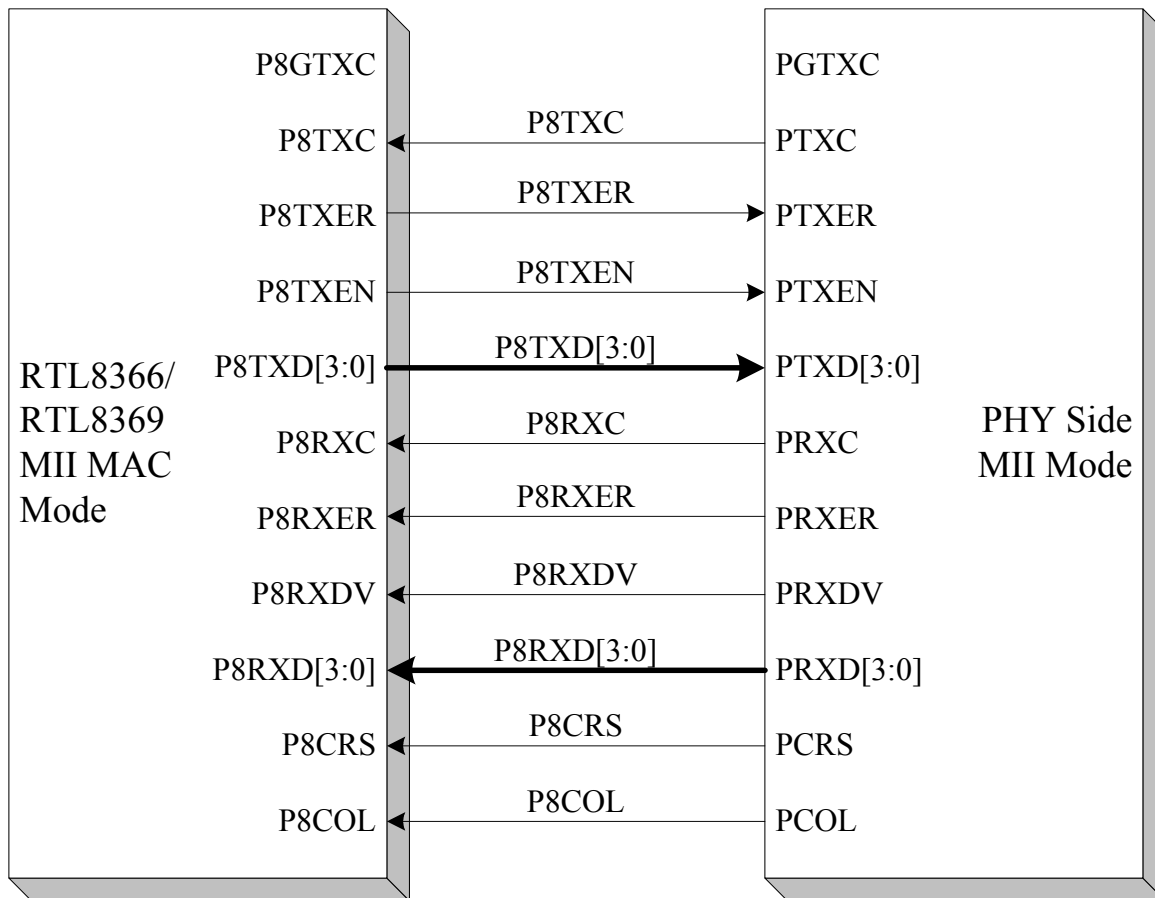 P8GTXC
PGTXC
P8TXC
P8TXC
PTXC
P8TXER
P8TXER
PTXER
P8TXEN
P8TXEN
PTXEN
P8TXD[3:0]
P8TXD[3:0]
PTXD[3:0]
RTL8366/
RTL8369
MII MAC
Mode
P8RXC
P8RXC
PRXC
PHY Side
MII Mode
P8RXER
P8RXER
PRXER
P8RXDV
P8RXDV
PRXDV
P8RXD[3:0]
P8RXD[3:0]
PRXD[3:0]
P8CRS
P8CRS
PCRS
P8COL
P8COL
PCOL